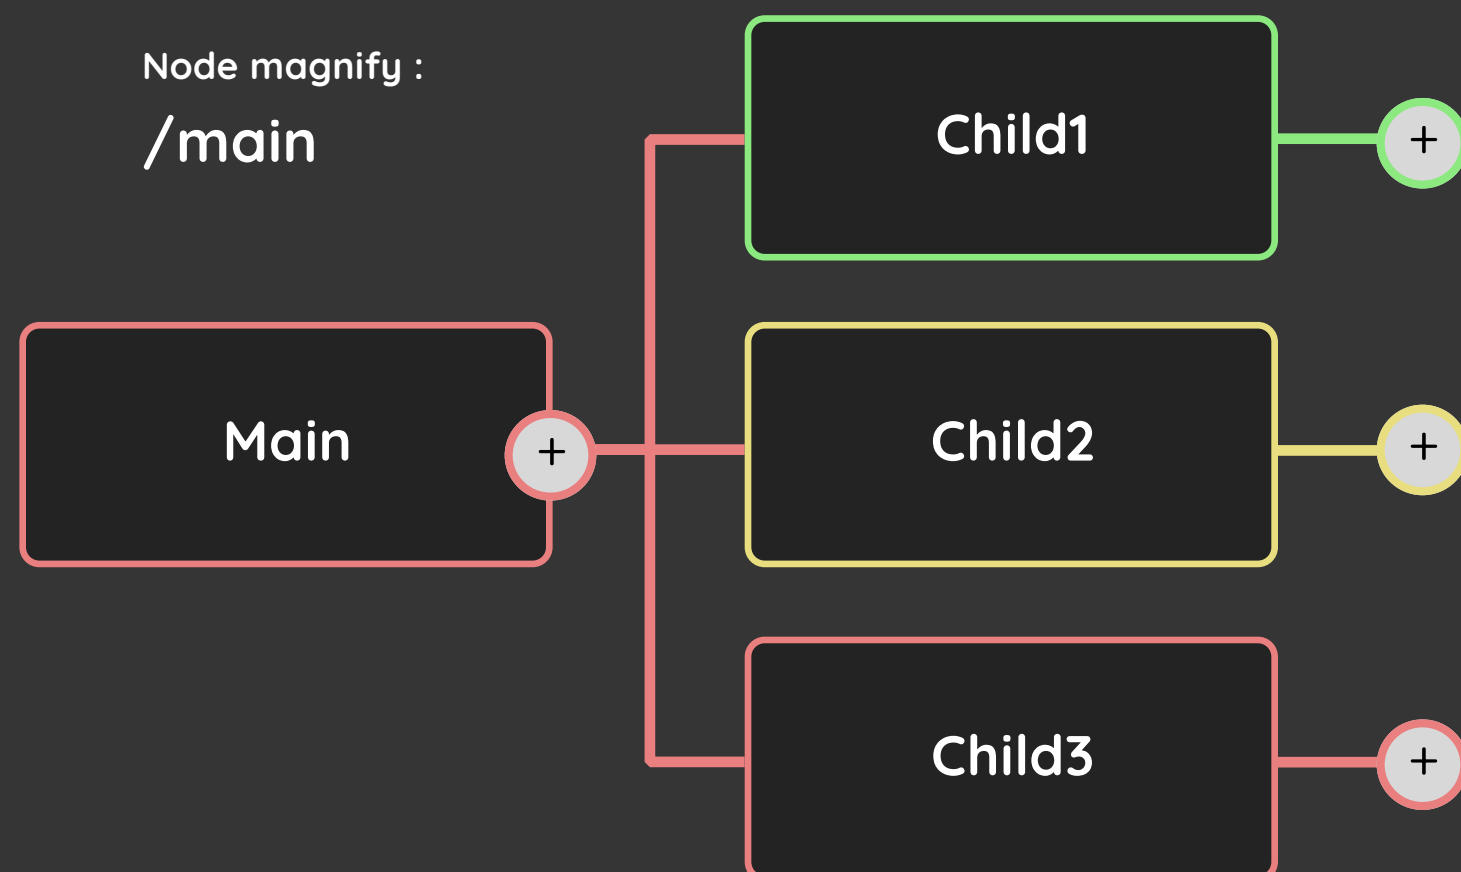 Node magnify :
/main
Main
+
Child1
+
Child2
+
Child3
+